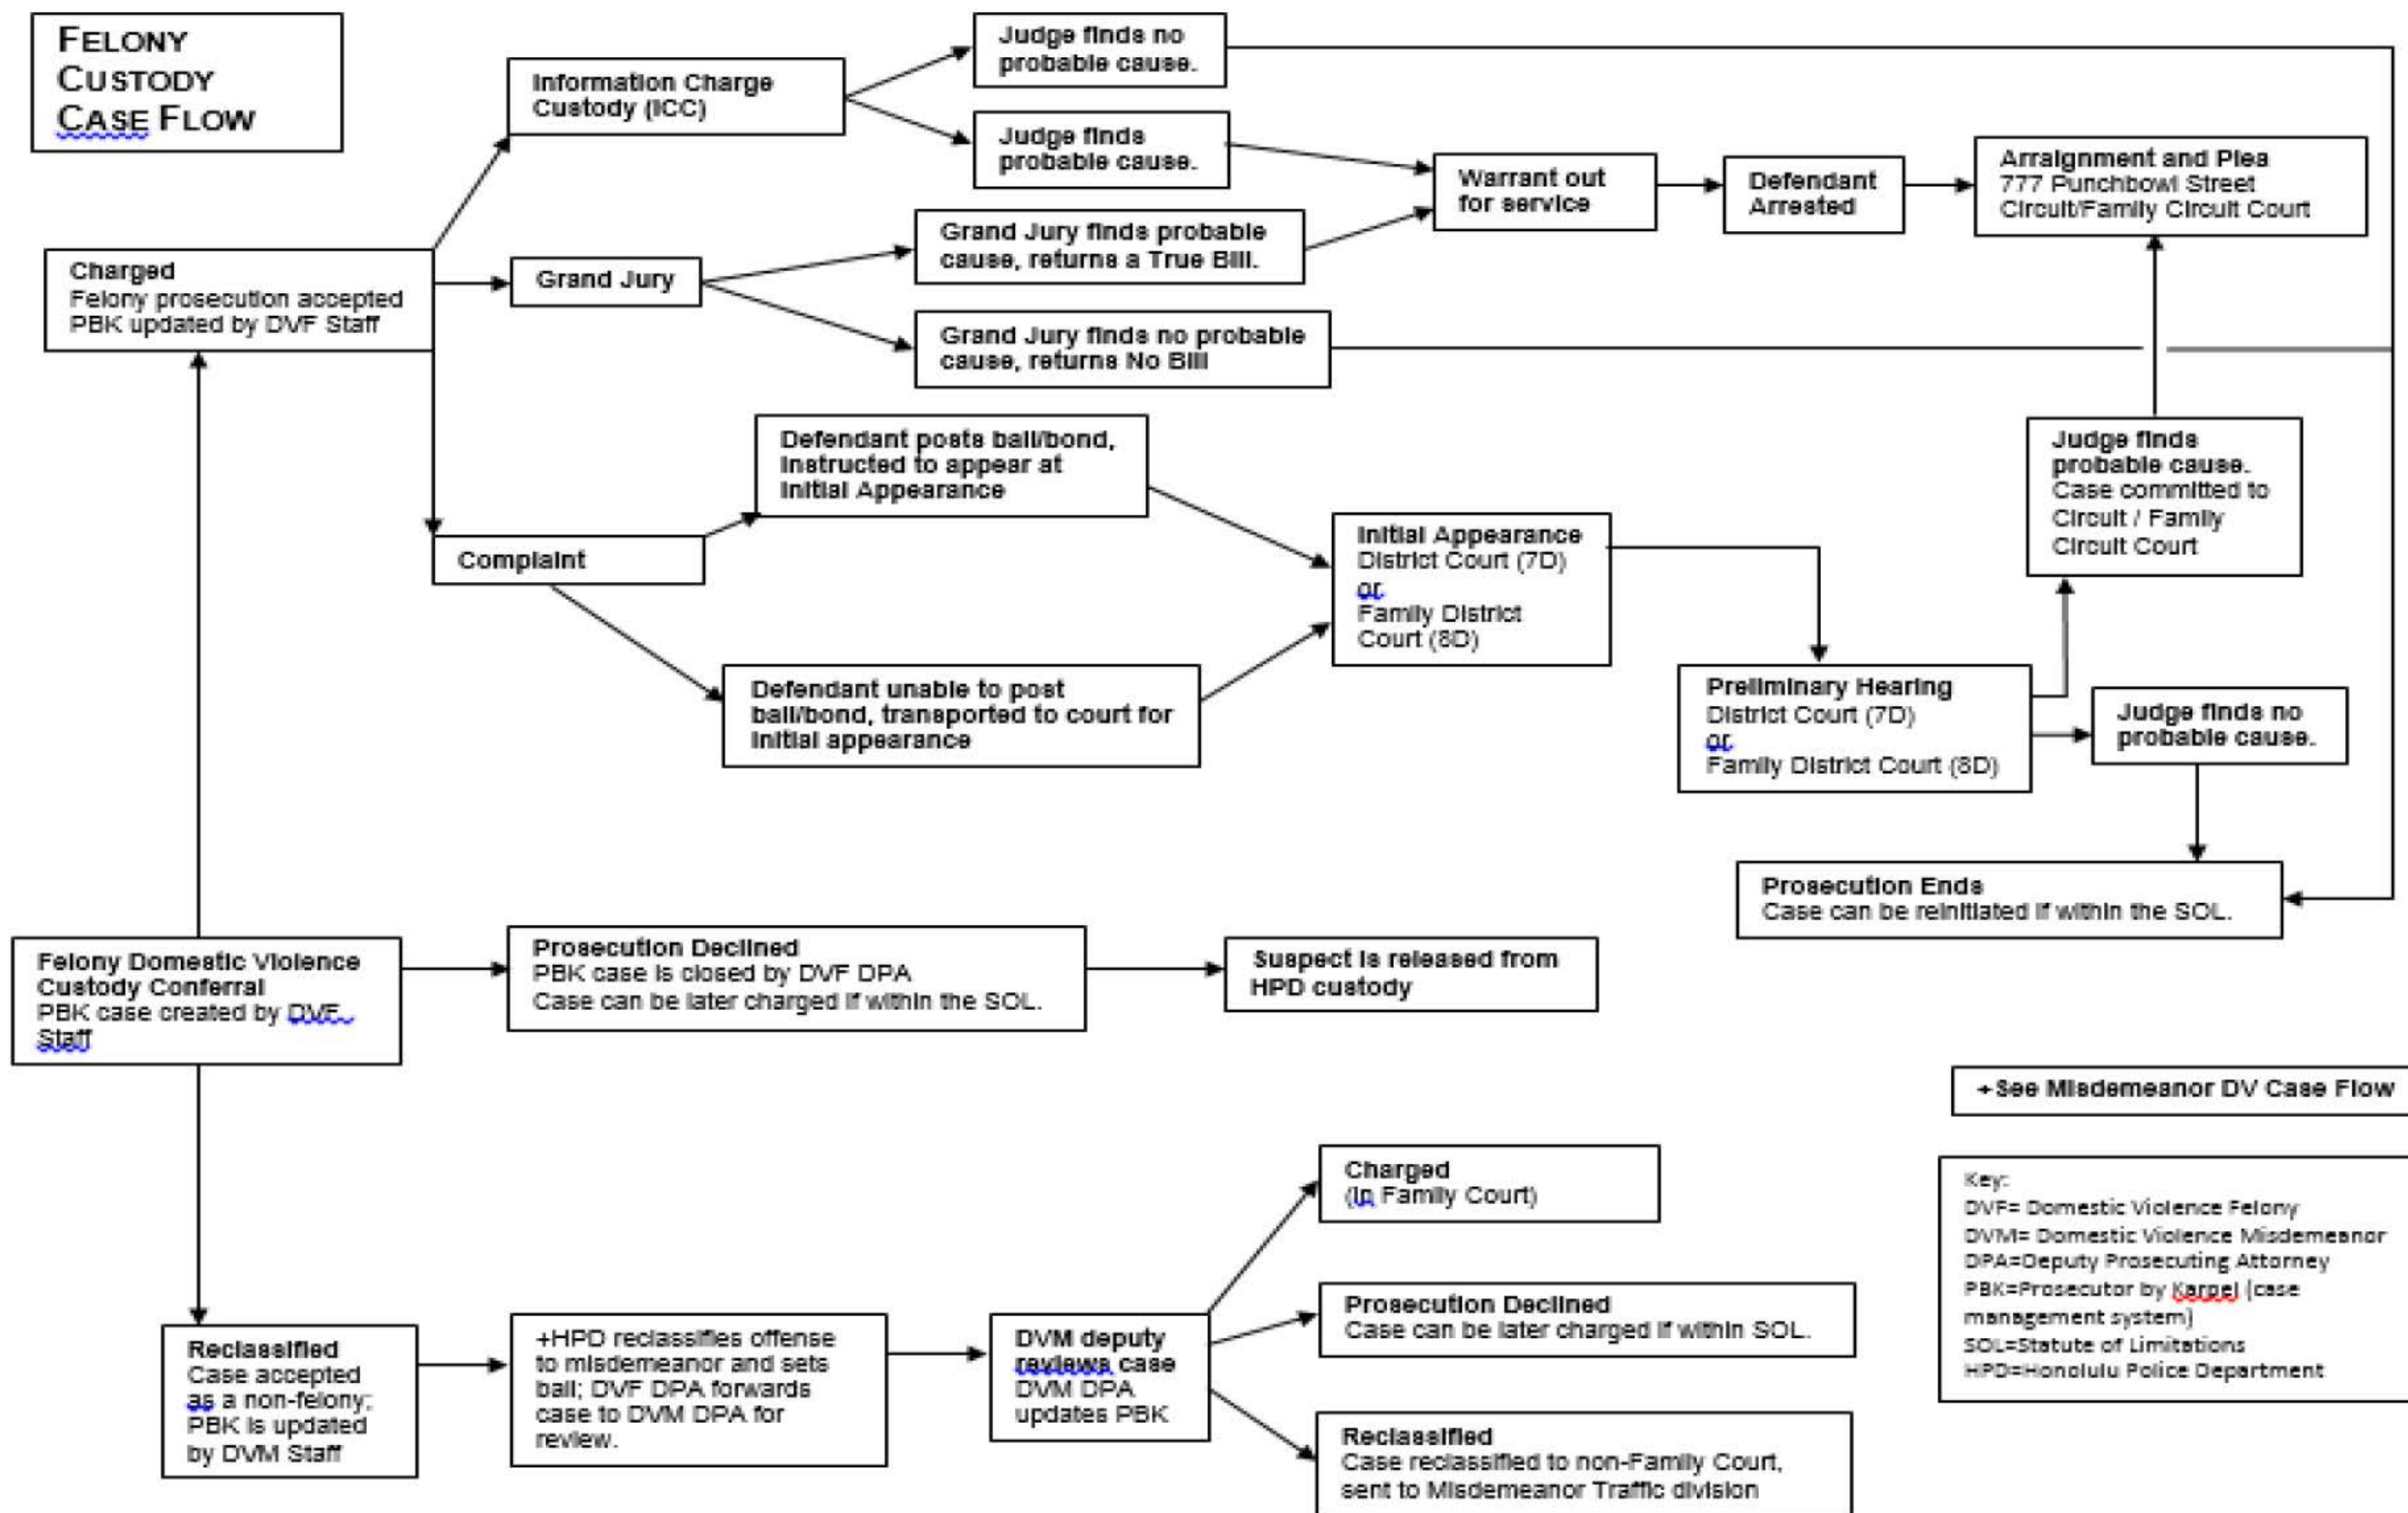 FELONY
CUSTODY
CASE FLOW
Information Charge
Custody (ICC)
Judge finds no
probable cause.
Judge finds
probable cause.
Warrant out
for service
Defendant
Arrested
Arraignment and Plea
777 Punchbowl Street
Circuit/Family Circuit Court
Charged
Felony prosecution accepted
PBK updated by DVF Staff
Grand Jury
Grand Jury finds probable
cause, returns a True Bill.
Grand Jury finds no probable
cause, returns No Bill
Complaint
Defendant posts bail/bond,
instructed to appear at
Initial Appearance
Defendant unable to post
bail/bond, transported to court for
initial appearance
Initial Appearance
District Court (7D)
or
Family District
Court (8D)
Preliminary Hearing
District Court (7D)
or
Family District Court (8D)
Judge finds
probable cause.
Case committed to
Circuit / Family
Circuit Court
Judge finds no
probable cause.
Prosecution Ends
Case can be reinitiated if within the SOL.
Felony Domestic Violence
Custody Conferral
PBK case created by DVF
Staff
Prosecution Declined
PBK case is closed by DVF DPA
Case can be later charged if within the SOL.
Suspect is released from
HPD custody
Reclassified
Case accepted
as a non-felony;
PBK is updated
by DVM Staff
+HPD reclassifies offense
to misdemeanor and sets
bail; DVF DPA forwards
case to DVM DPA for
review.
DVM deputy
reviews case
DVM DPA
updates PBK
Charged
(in Family Court)
Prosecution Declined
Case can be later charged if within SOL.
Reclassified
Case reclassified to non-Family Court,
sent to Misdemeanor Traffic division
+See Misdemeanor DV Case Flow
Key:
DVF= Domestic Violence Felony
DVM= Domestic Violence Misdemeanor
DPA=Deputy Prosecuting Attorney
PBK=Prosecutor by Karpel (case
management system)
SOL=Statute of Limitations
HPD=Honolulu Police Department